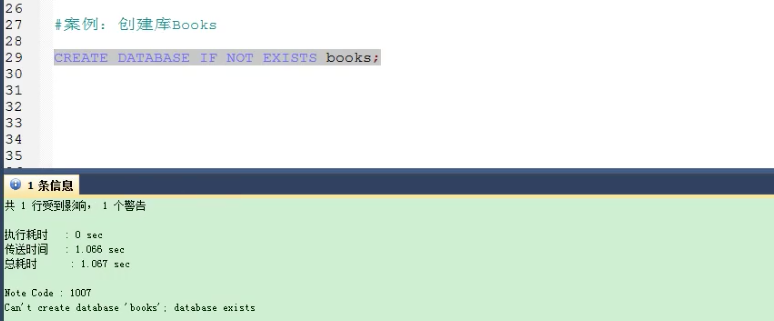 26
27 #案例：创建库Books
28
29 CREATE DATABASE IF NOT EXISTS books;
30
31
32
33
34
35
1 条信息
共 1 行受到影响， 1 个警告
执行耗时 : 0 sec
传送时间 : 1.066 sec
总耗时 : 1.067 sec
Note Code : 1007
Can't create database 'books'; database exists